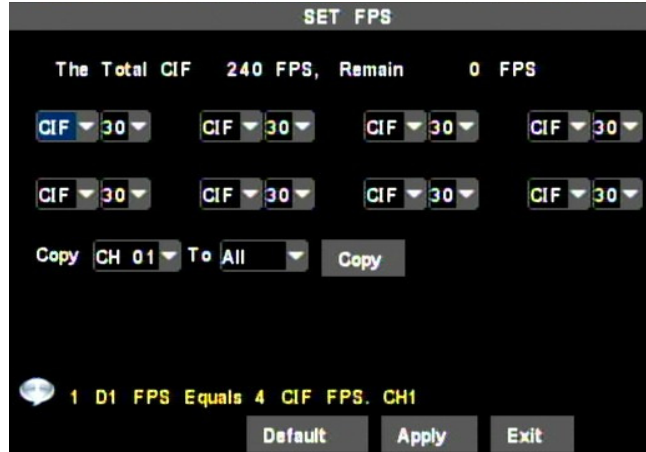 SET FPS
The Total CIF 240 FPS, Remain 0 FPS
CIF 30 CIF 30 CIF 30 CIF 30
CIF 30 CIF 30 CIF 30 CIF 30
Copy CH 01 To All Copy
1 D1 FPS Equals 4 CIF FPS. CH1
Default Apply Exit